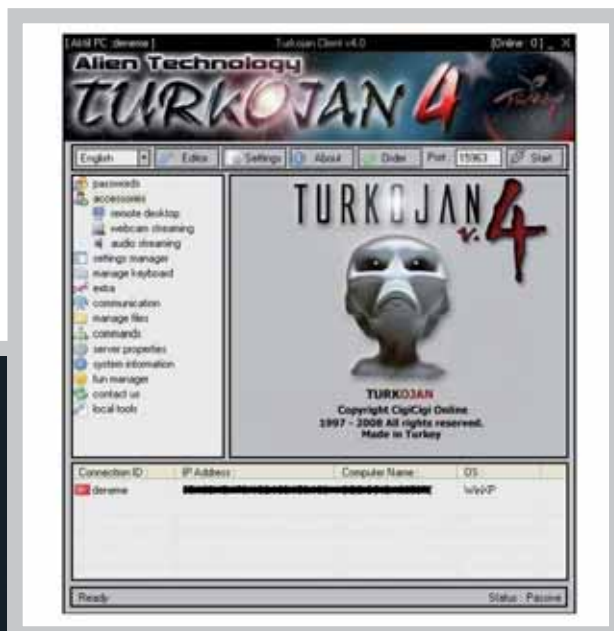 [Aktif PC :deneme ] Turkojan Client v4.0 [Online : 0] _ X
Alien Technology
TURKOJAN 4 Turkey
English Editor Settings About Order Port : 15963 Start
passwords
accessories
remote desktop
webcam streaming
audio streaming
settings manager
manage keyboard
extra
communication
manage files
commands
server properties
system information
fun manager
contact us
local tools
TURKOJAN
v.4
TURKOJAN
Copyright CigiCigi Online
1997 - 2008 All rights reserved.
Made in Turkey
Connection ID : IP Address : Computer Name : OS
deneme WinXP
Ready Status : Passive